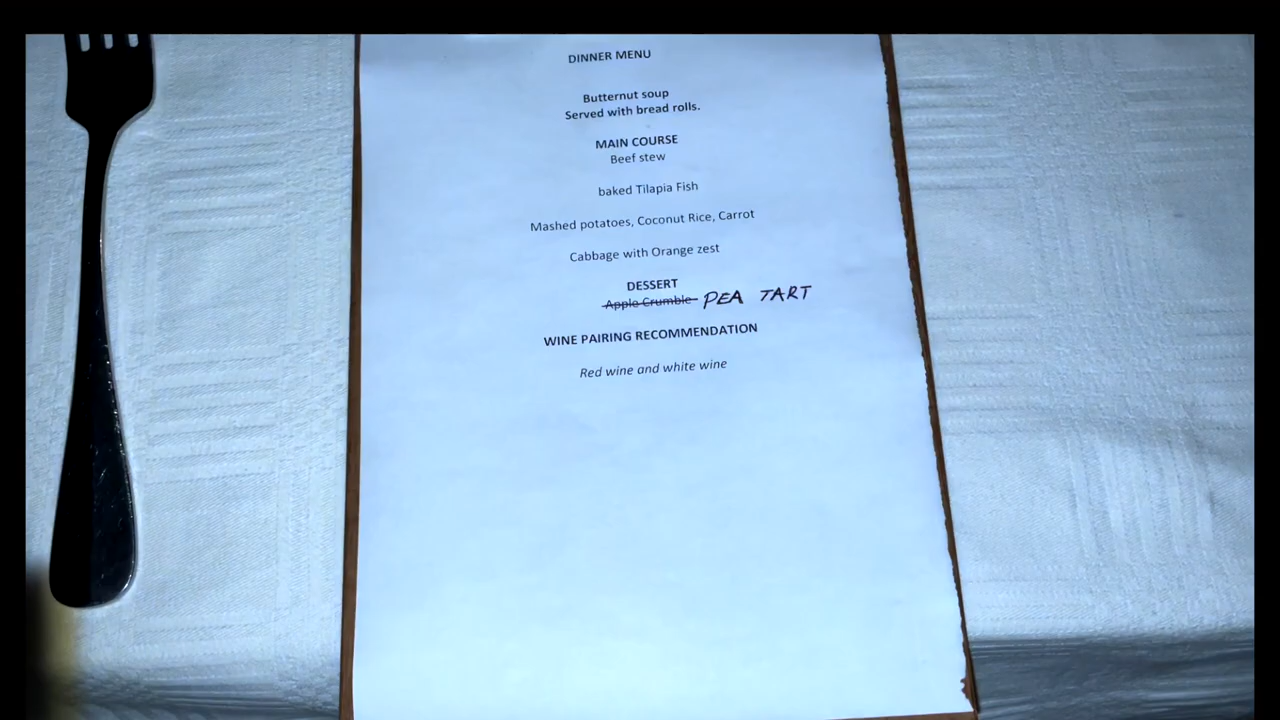 DINNER MENU
Butternut soup
Served with bread rolls.
MAIN COURSE
Beef stew
baked Tilapia Fish
Mashed potatoes, Coconut Rice, Carrot
Cabbage with Orange zest
DESSERT
Apple Crumble PEA TART
WINE PAIRING RECOMMENDATION
Red wine and white wine